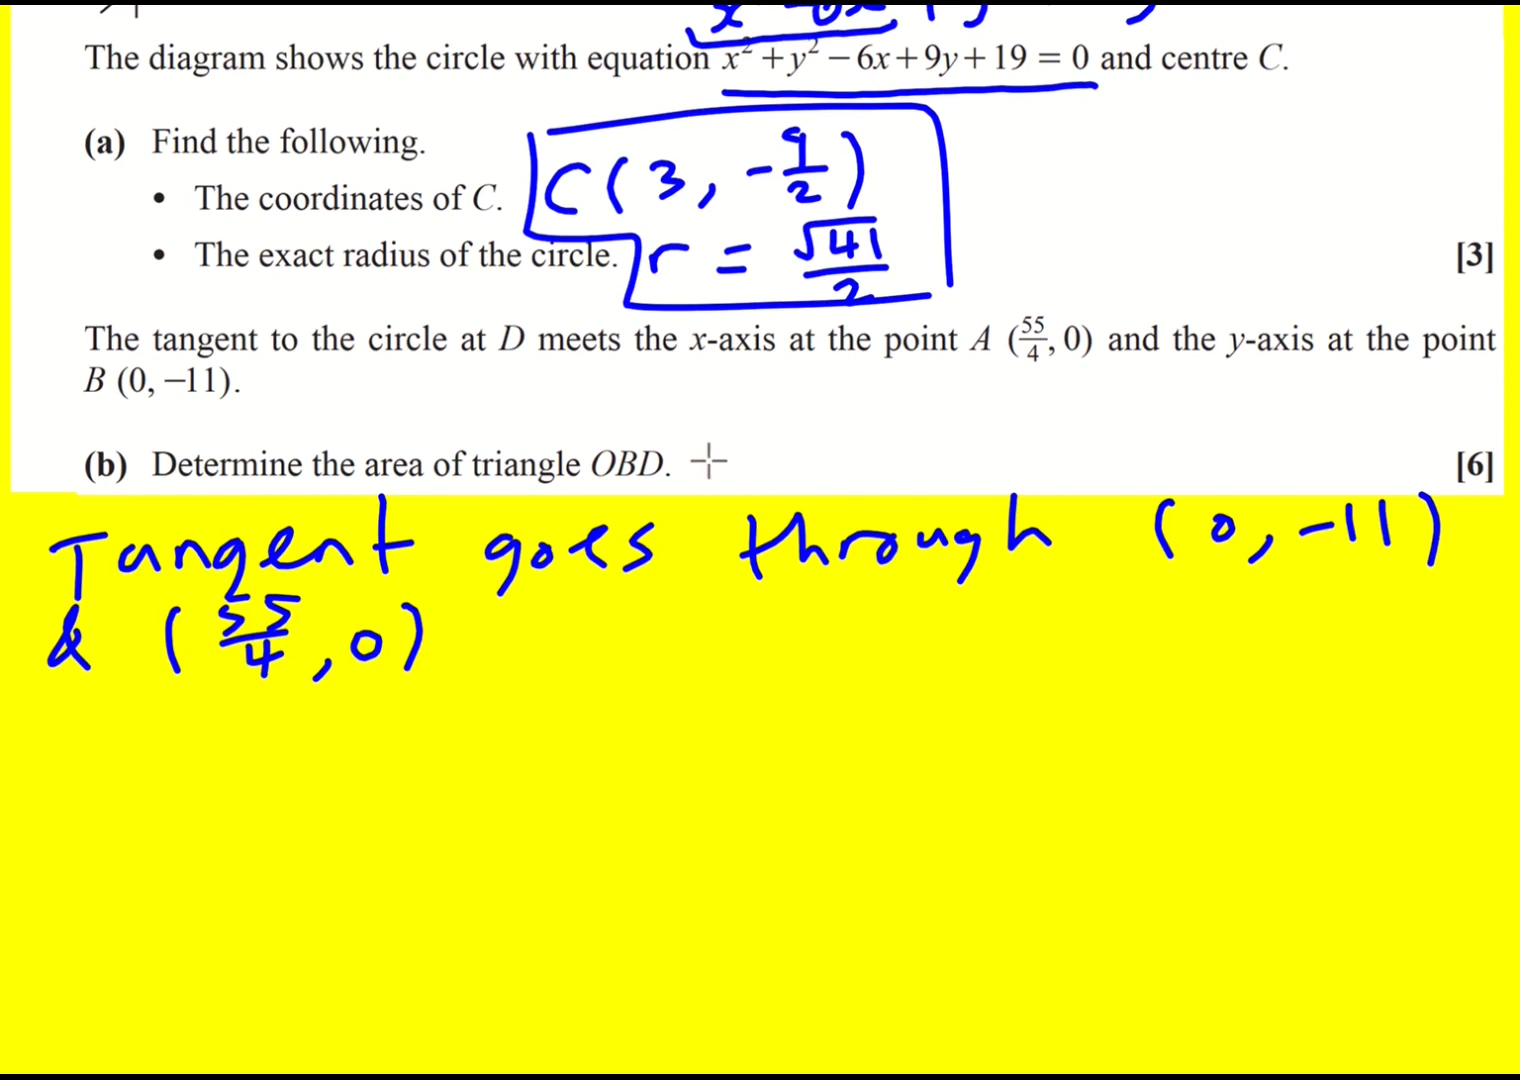 The diagram shows the circle with equation x² + y² − 6x + 9y + 19 = 0 and centre C.
(a) Find the following.
• The coordinates of C.
C(3, -9/2)
• The exact radius of the circle.
r = √41/2
[3]
The tangent to the circle at D meets the x-axis at the point A (55/4, 0) and the y-axis at the point
B (0, −11).
(b) Determine the area of triangle OBD.
[6]
Tangent goes through (0, -11)
& (55/4, 0)